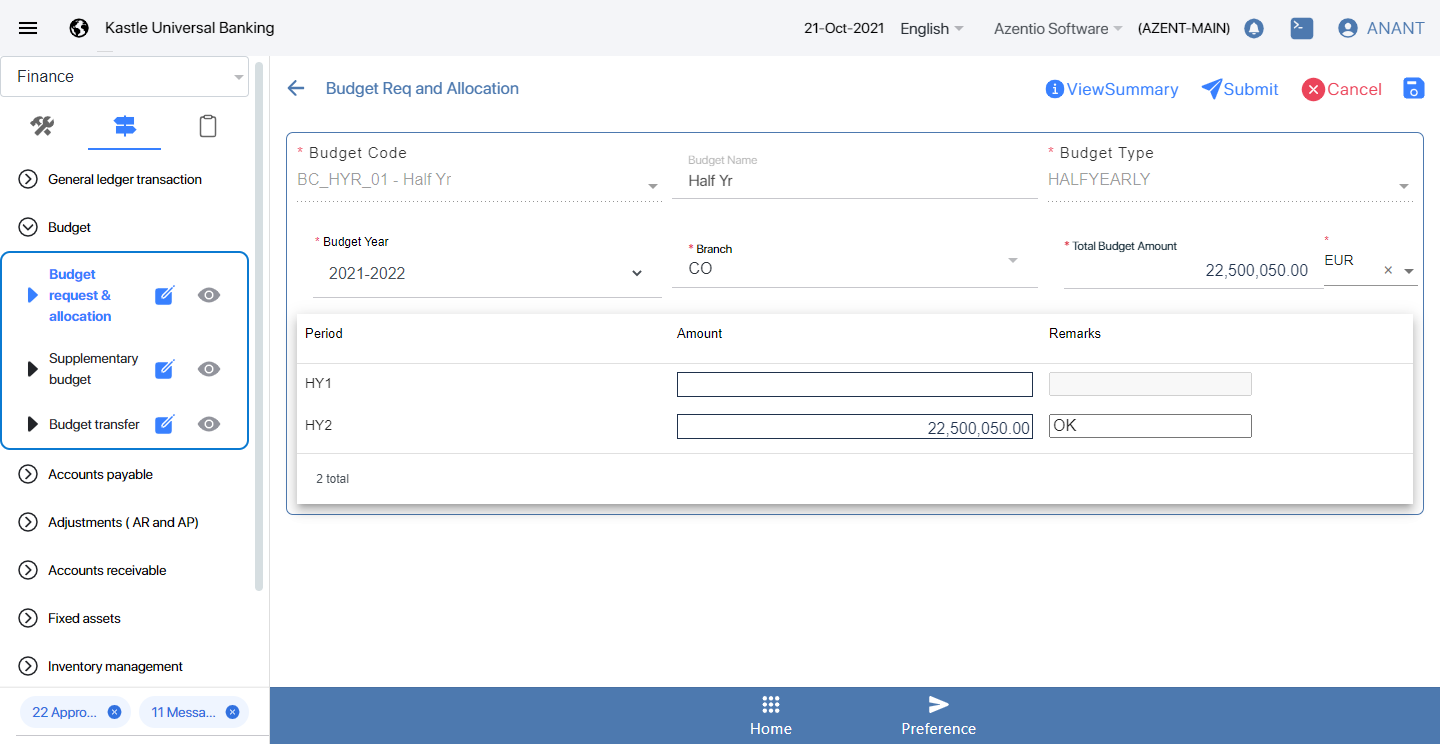 Kastle Universal Banking
21-Oct-2021
English
Azentio Software
(AZENT-MAIN)
ANANT
Finance
General ledger transaction
Budget
Budget
request &
allocation
Supplementary
budget
Budget transfer
Accounts payable
Adjustments ( AR and AP)
Accounts receivable
Fixed assets
Inventory management
22 Appro...
11 Messa...
Budget Req and Allocation
ViewSummary
Submit
Cancel
* Budget Code
BC_HYR_01 - Half Yr
Budget Name
Half Yr
* Budget Type
HALFYEARLY
* Budget Year
2021-2022
* Branch
CO
* Total Budget Amount
22,500,050.00
*
EUR
×
Period Amount Remarks
HY1
HY2 22,500,050.00 OK
2 total
Home
Preference